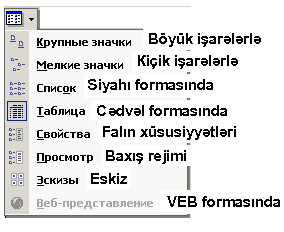 Крупные значки Böyük işarələrlə
Мелкие значки Kiçik işarələrlə
Список Siyahı formasında
Таблица Cədvəl formasında
Свойства Falın xüsusiyyətləri
Просмотр Baxış rejimi
Эскизы Eskiz
Веб-представление VEB formasında